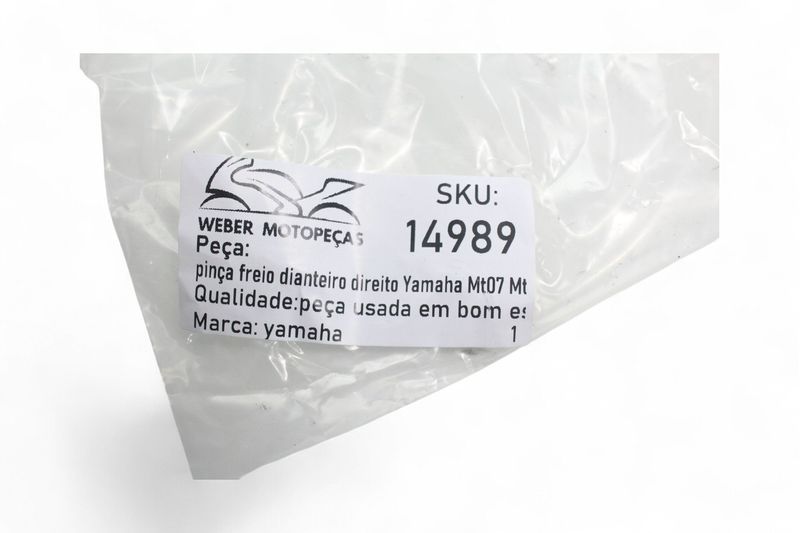 SKU:
WEBER MOTOPEÇAS
14989
Peça:
pinça freio dianteiro direito Yamaha Mt07 Mt
Qualidade:peça usada em bom es
Marca: yamaha
1